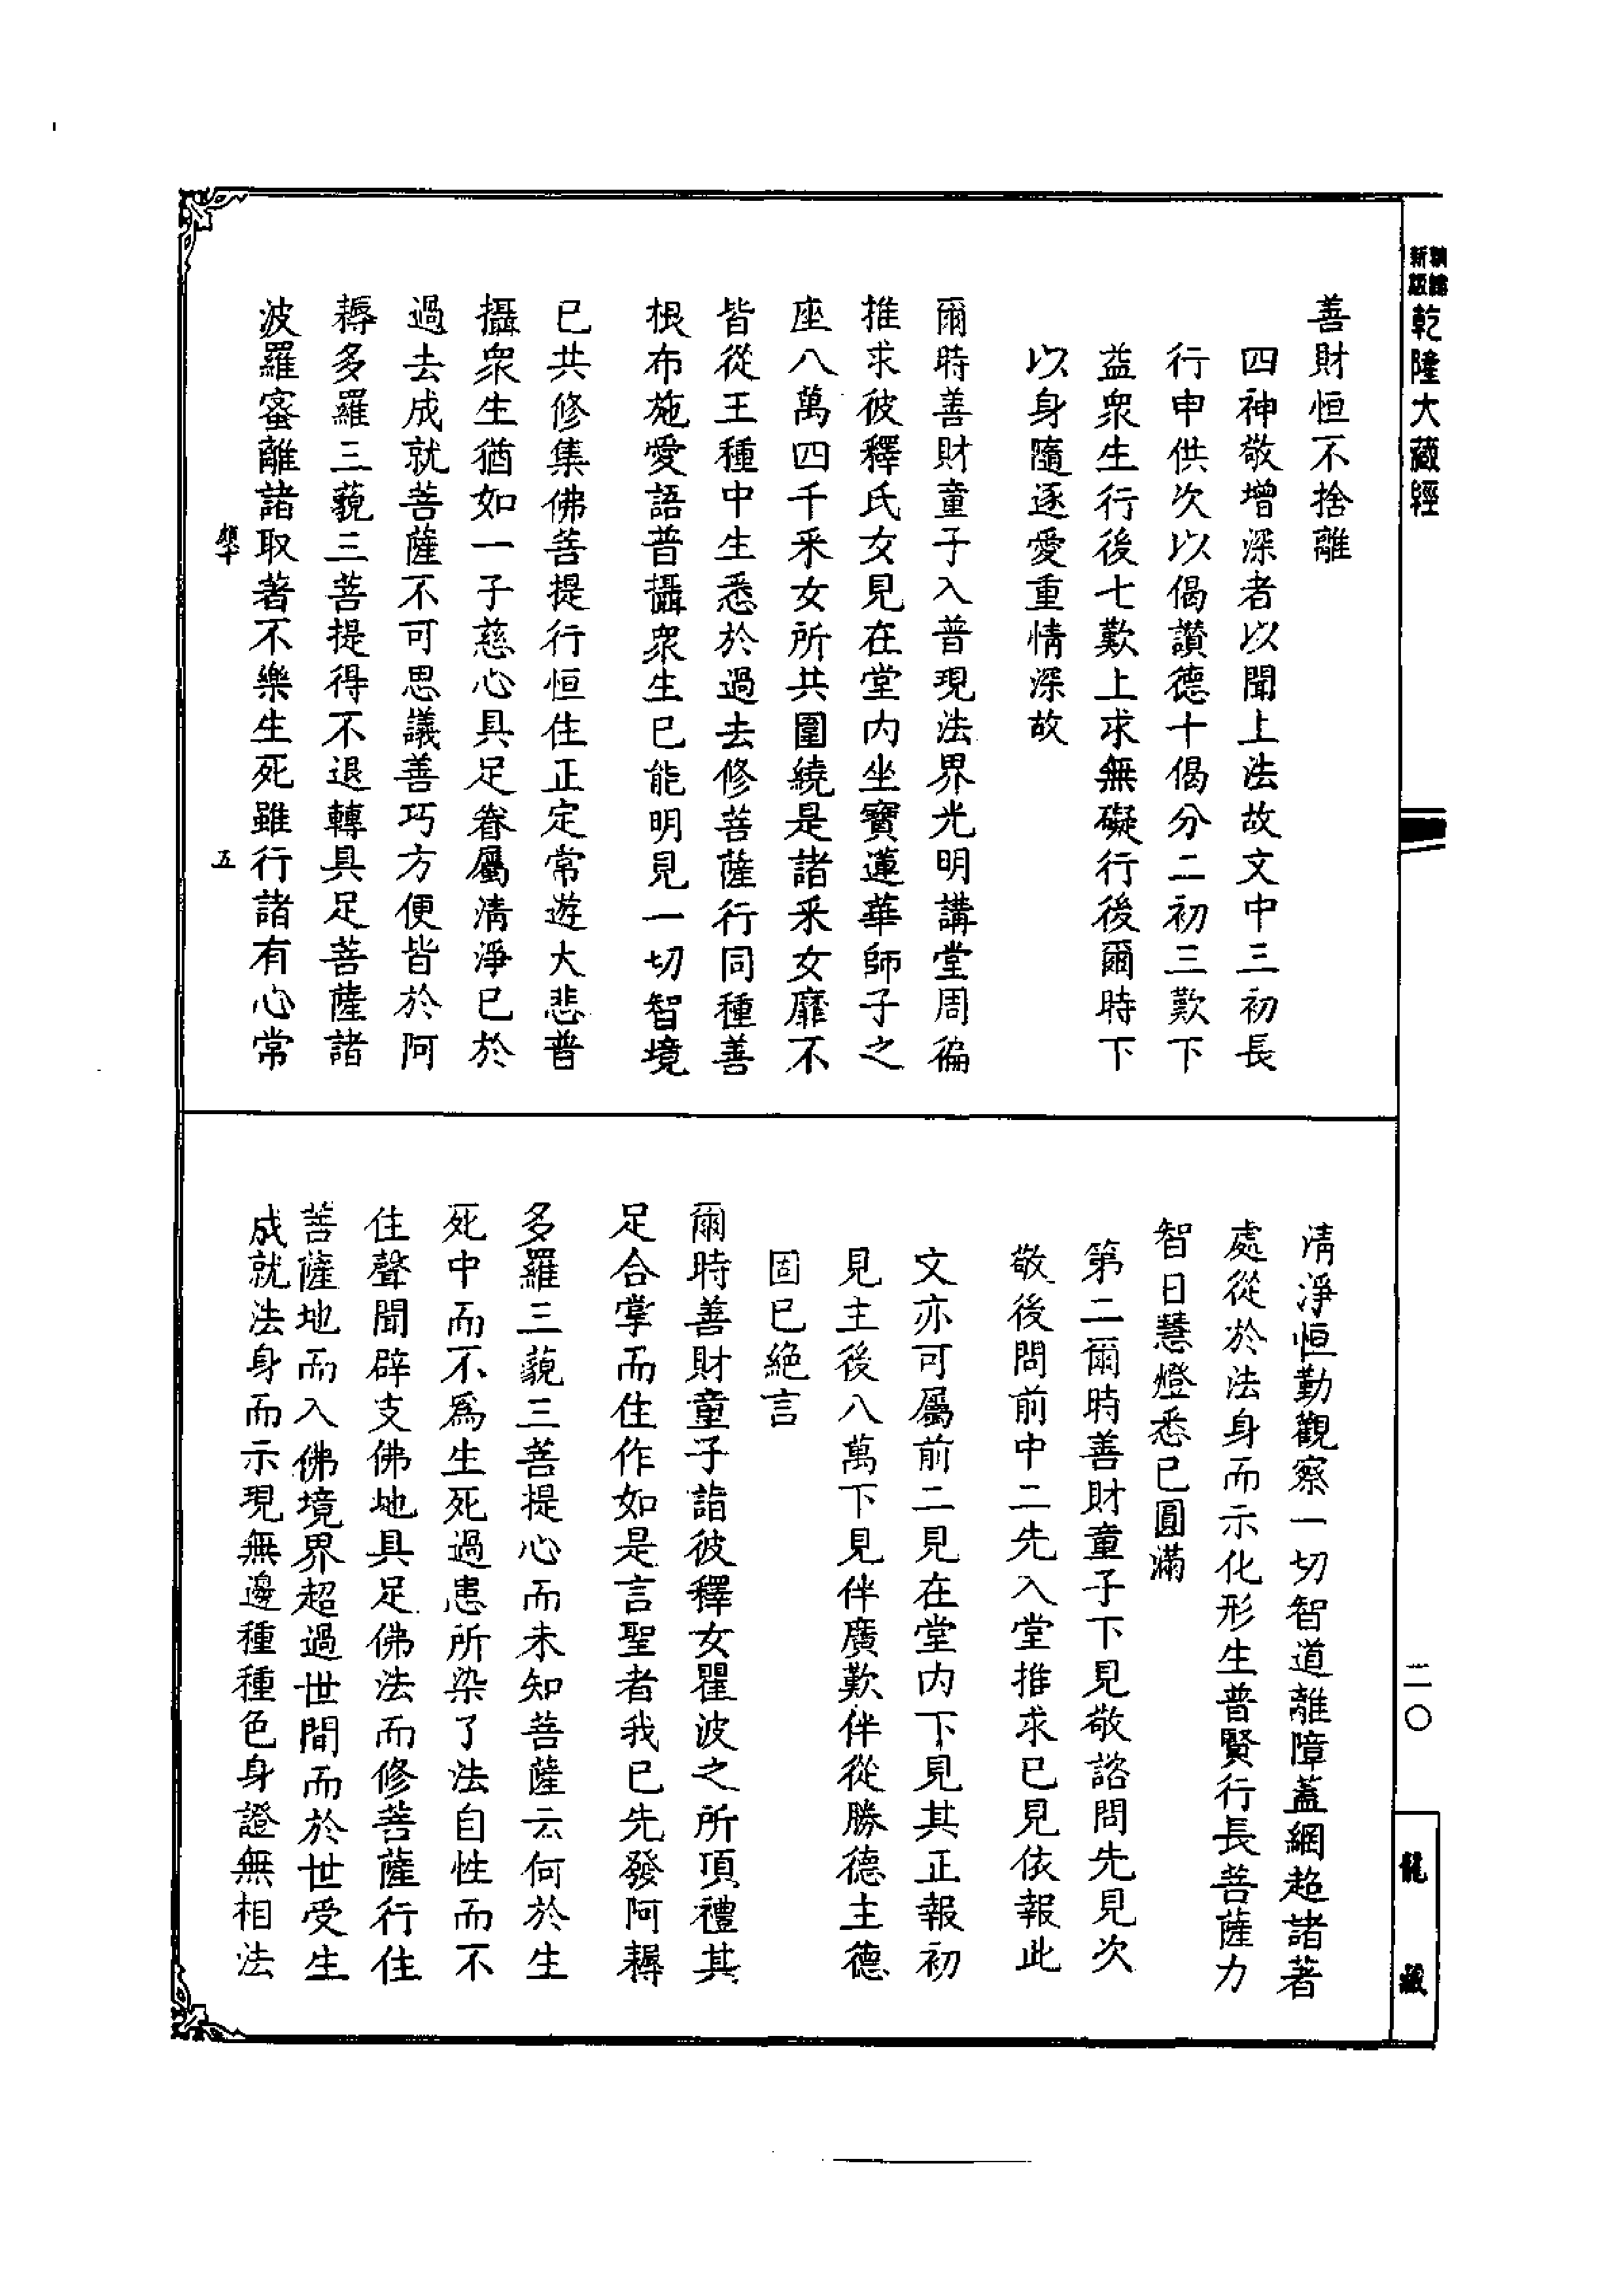 乾隆大藏經
善財恒不捨離
四神敬增深者以聞上法故文中三初長
行申供次以偈讚德十偈分二初三歎下
益衆生行後七歎上求無礙行後爾時下
以身隨逐愛重情深故
爾時善財童子入普現法界光明講堂周徧
推求彼釋氏女見在堂內坐寶蓮華師子之
座八萬四千釆女所共圍繞是諸釆女靡不
皆從王種中生悉於過去修菩薩行同種善
根布施愛語普攝衆生已能明見一切智境
已共修集佛菩提行恒住正定常遊大悲普
攝衆生猶如一子慈心具足眷屬清淨已於
過去成就菩薩不可思議善巧方便皆於阿
耨多羅三藐三菩提得不退轉具足菩薩諸
波羅蜜離諸取著不樂生死雖行諸有心常
五
清淨恒勤觀察一切智道離障蓋網超諸著
處從於法身而示化形生普賢行長菩薩力
智日慧燈悉已圓滿
第二爾時善財童子下見敬諮問先見次
敬後問前中二先入堂推求已見依報此
文亦可屬前二見在堂內下見其正報初
見主後八萬下見伴廣歎伴從勝德主德
固已絕言
爾時善財童子詣彼釋女瞿波之所頂禮其
足合掌而住作如是言聖者我已先發阿耨
多羅三藐三菩提心而未知菩薩云何於生
死中而不爲生死過患所染了法自性而不
住聲聞辟支佛地具足佛法而修菩薩行住
菩薩地而入佛境界超過世間而於世受生
成就法身而示現無邊種種色身證無相法
二〇
龍藏